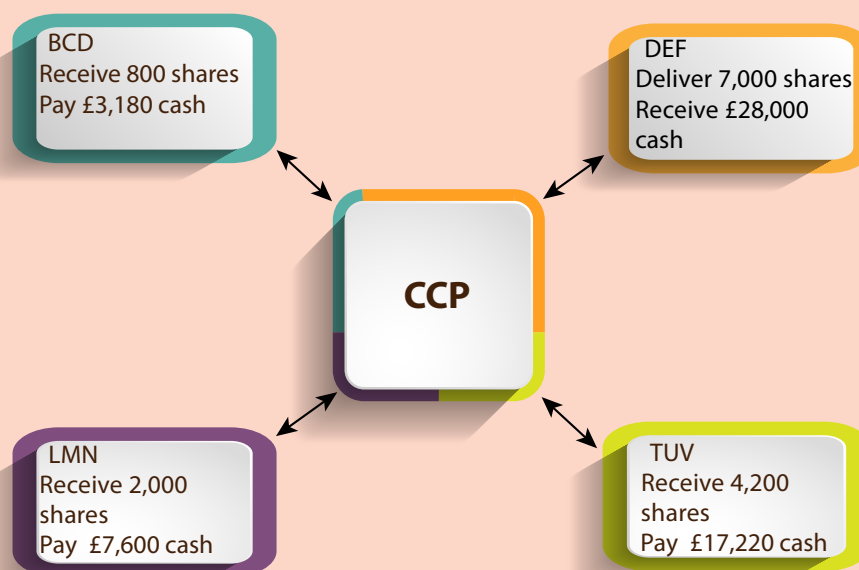 BCD
Receive 800 shares
Pay £3,180 cash
DEF
Deliver 7,000 shares
Receive £28,000
cash
CCP
LMN
Receive 2,000
shares
Pay £7,600 cash
TUV
Receive 4,200
shares
Pay £17,220 cash